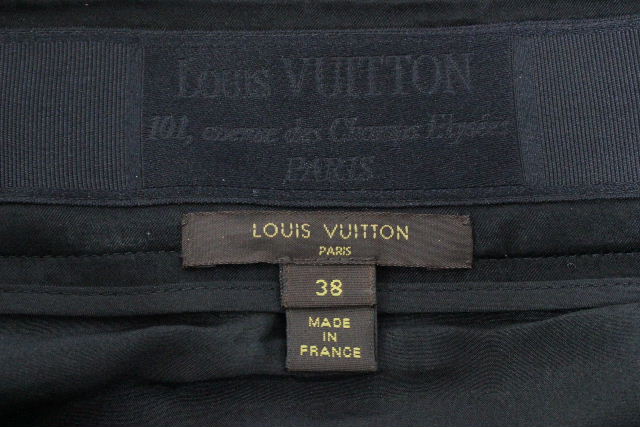 LOUIS VUITTON
101, avenue des Champs Elysées
PARIS
LOUIS VUITTON
PARIS
38
MADE
IN
FRANCE